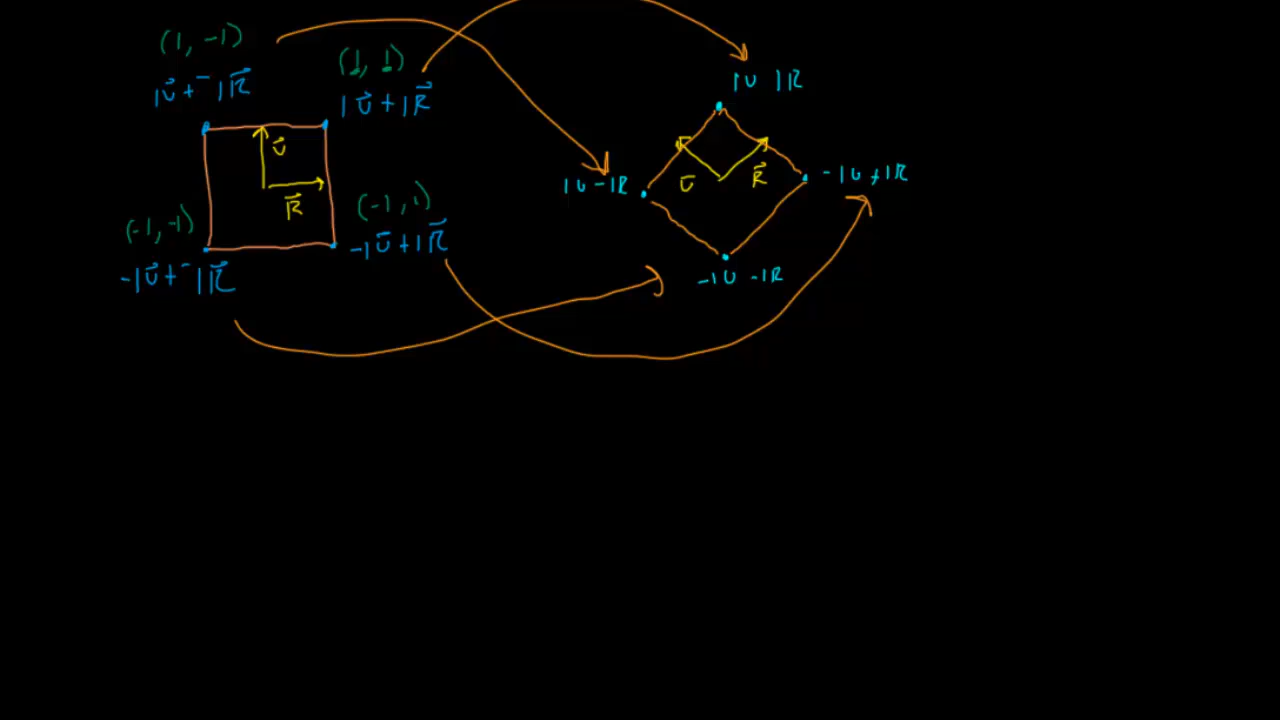 (1, -1)
1U⃗ + ⁻1R⃗
(1, 1)
1U⃗ + 1R⃗
U⃗
R⃗
(-1, -1)
-1U⃗ + ⁻1R⃗
(-1, 1)
-1U⃗ + 1R⃗
1U 1R
1U -1R
U⃗
R⃗
-1U + 1R
-1U -1R